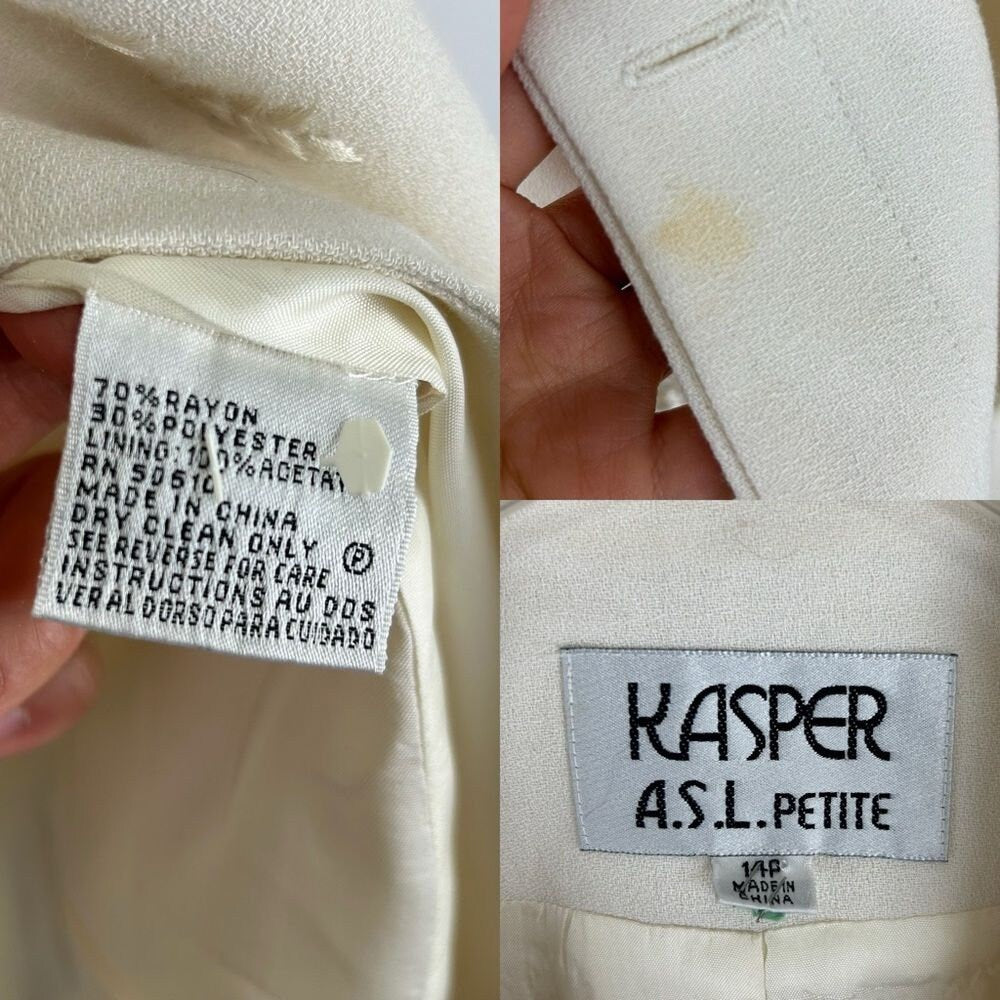 70% RAYON
30% POLYESTER
LINING: 100% ACETAT
RN 50610
MADE IN CHINA
DRY CLEAN ONLY Ⓟ
SEE REVERSE FOR CARE
INSTRUCTIONS AU DOS
VER AL DORSO PARA CUIDADO
KASPER
A.S.L. PETITE
14P
MADE IN
CHINA